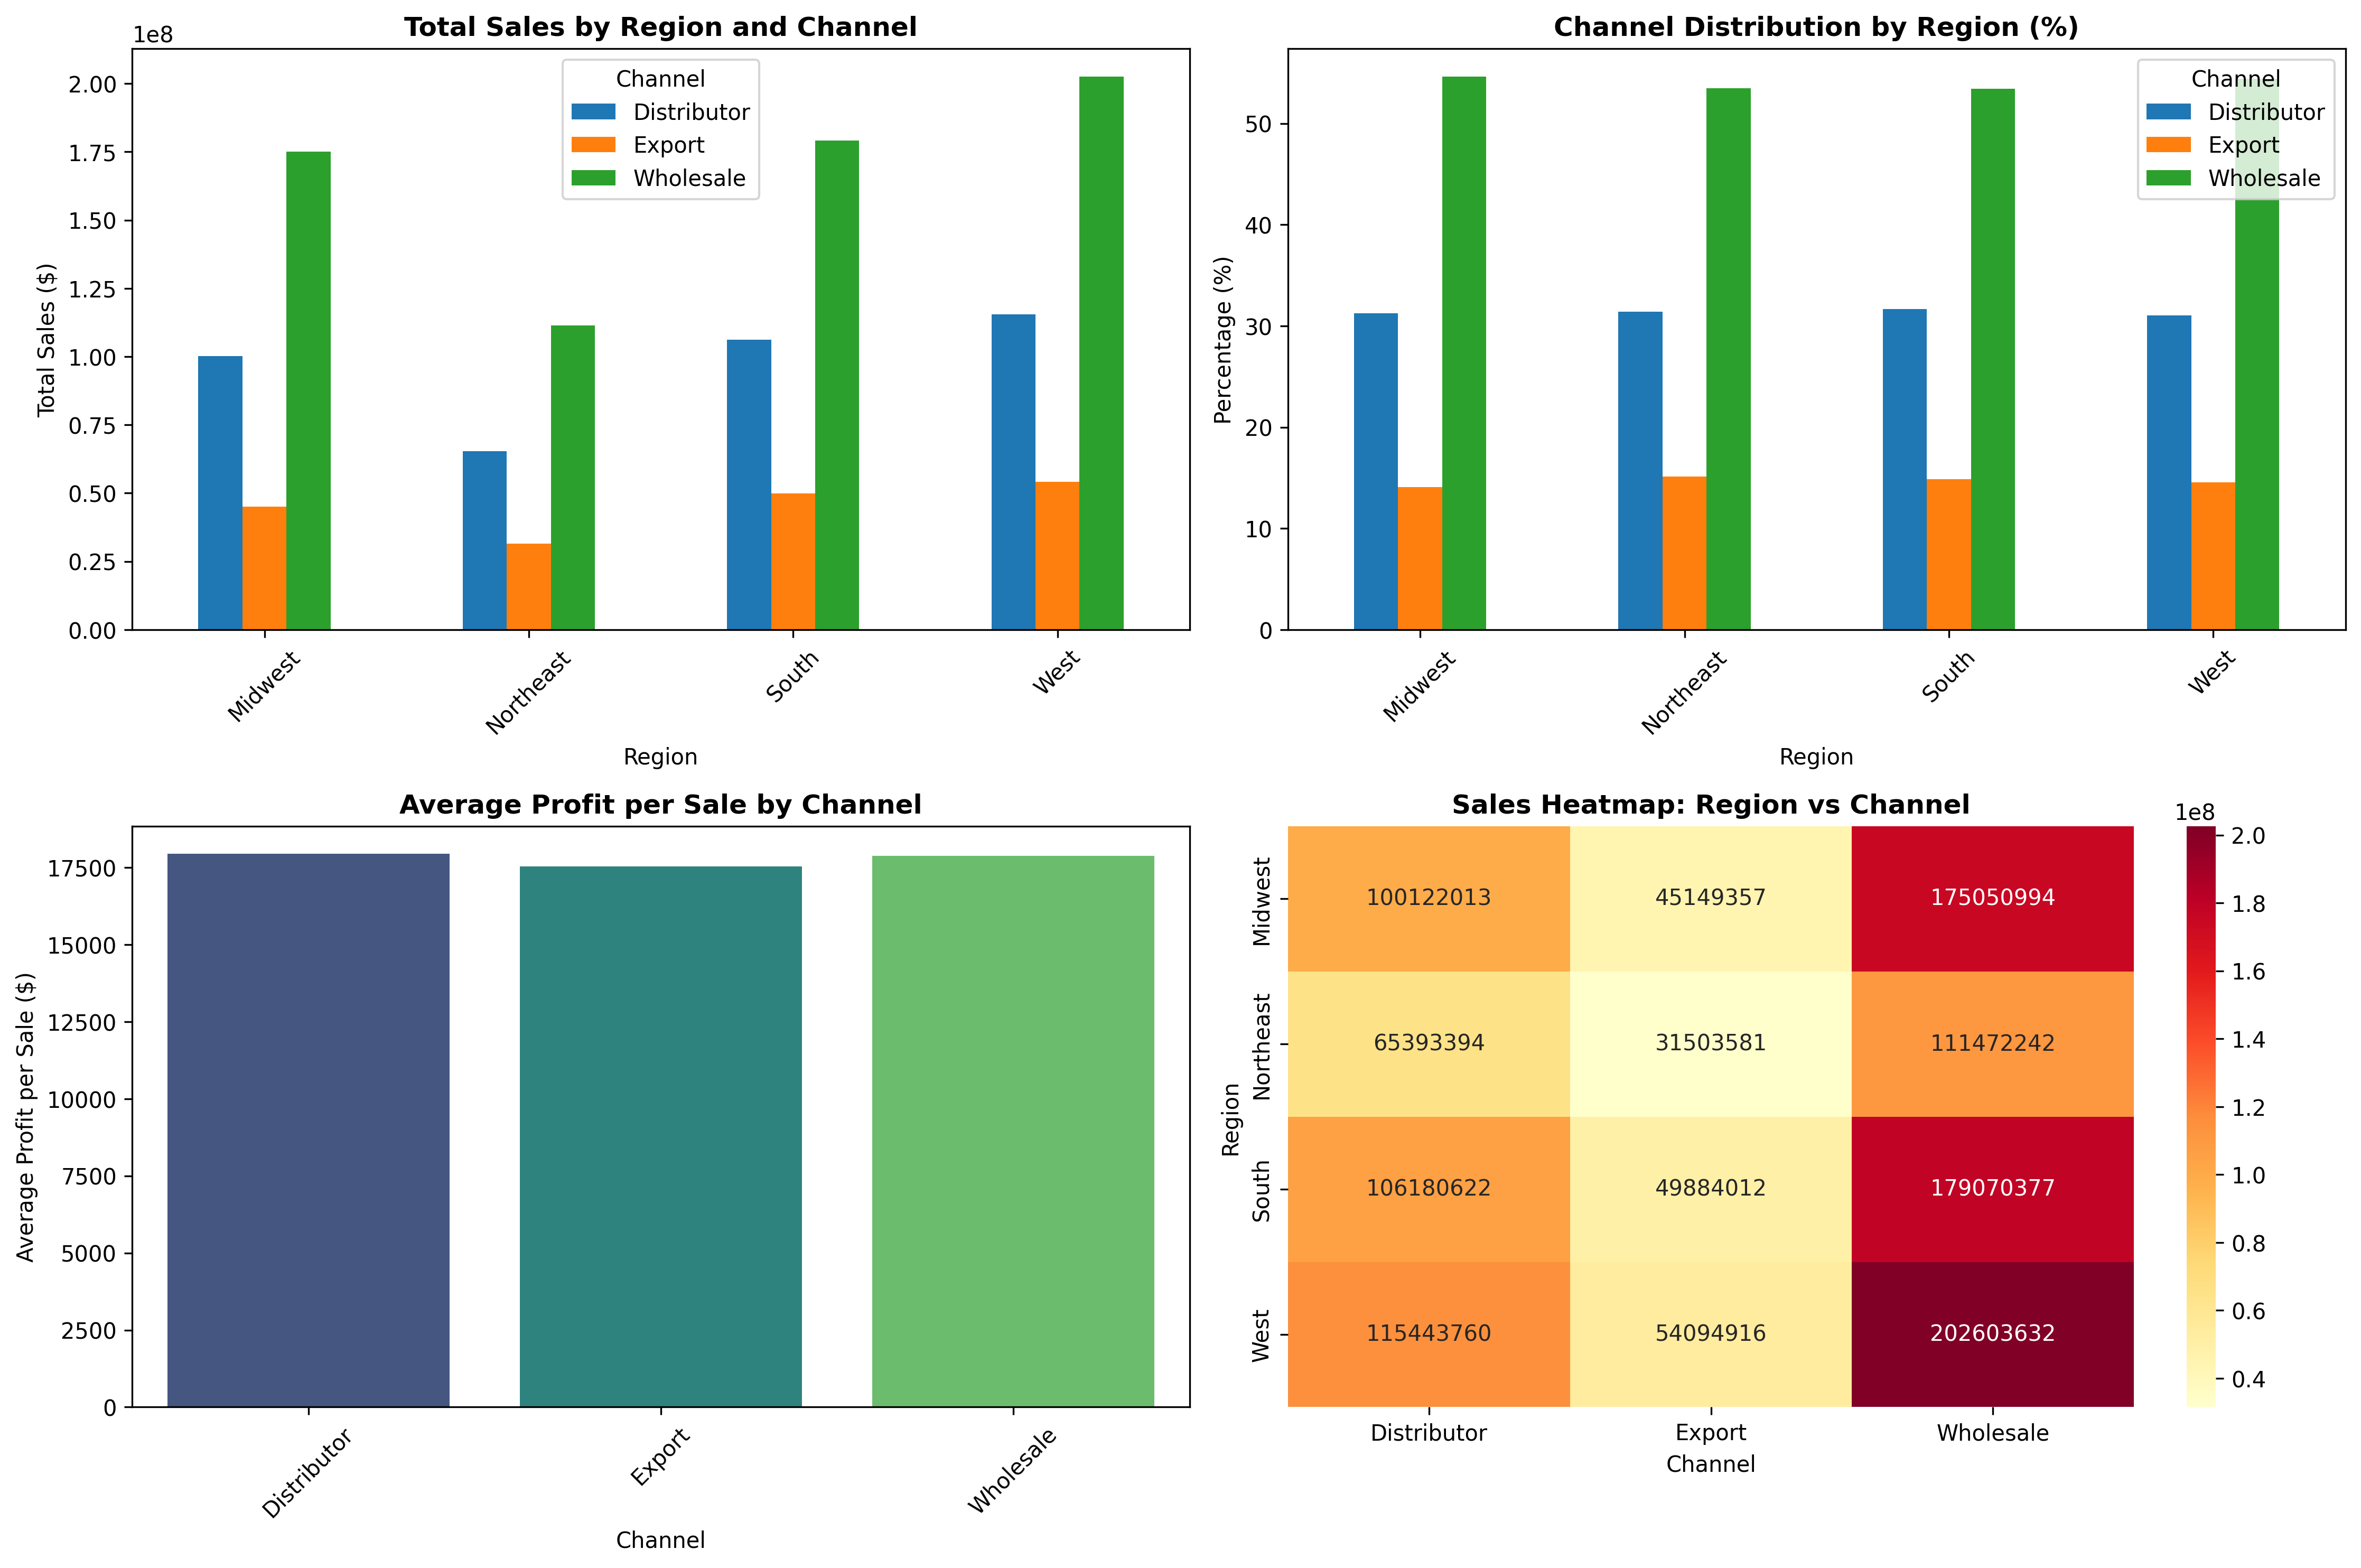 Total Sales by Region and Channel
1e8
Total Sales ($)
2.00
1.75
1.50
1.25
1.00
0.75
0.50
0.25
0.00
Channel
Distributor
Export
Wholesale
Midwest
Northeast
South
West
Region
Channel Distribution by Region (%)
Percentage (%)
50
40
30
20
10
0
Channel
Distributor
Export
Wholesale
Midwest
Northeast
South
West
Region
Average Profit per Sale by Channel
Average Profit per Sale ($)
17500
15000
12500
10000
7500
5000
2500
0
Distributor
Export
Wholesale
Channel
Sales Heatmap: Region vs Channel
Region
Midwest
100122013
45149357
175050994
Northeast
65393394
31503581
111472242
South
106180622
49884012
179070377
West
115443760
54094916
202603632
Distributor
Export
Wholesale
Channel
1e8
2.0
1.8
1.6
1.4
1.2
1.0
0.8
0.6
0.4